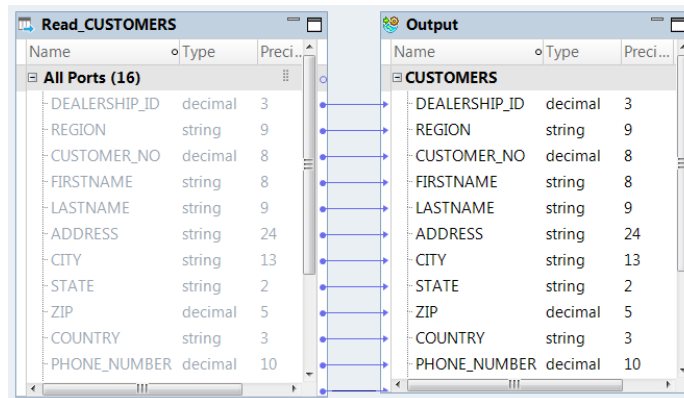 Read_CUSTOMERS
Name Type Preci...
All Ports (16)
DEALERSHIP_ID decimal 3
REGION string 9
CUSTOMER_NO decimal 8
FIRSTNAME string 8
LASTNAME string 9
ADDRESS string 24
CITY string 13
STATE string 2
ZIP decimal 5
COUNTRY string 3
PHONE_NUMBER decimal 10
Output
Name Type Preci...
CUSTOMERS
DEALERSHIP_ID decimal 3
REGION string 9
CUSTOMER_NO decimal 8
FIRSTNAME string 8
LASTNAME string 9
ADDRESS string 24
CITY string 13
STATE string 2
ZIP decimal 5
COUNTRY string 3
PHONE_NUMBER decimal 10